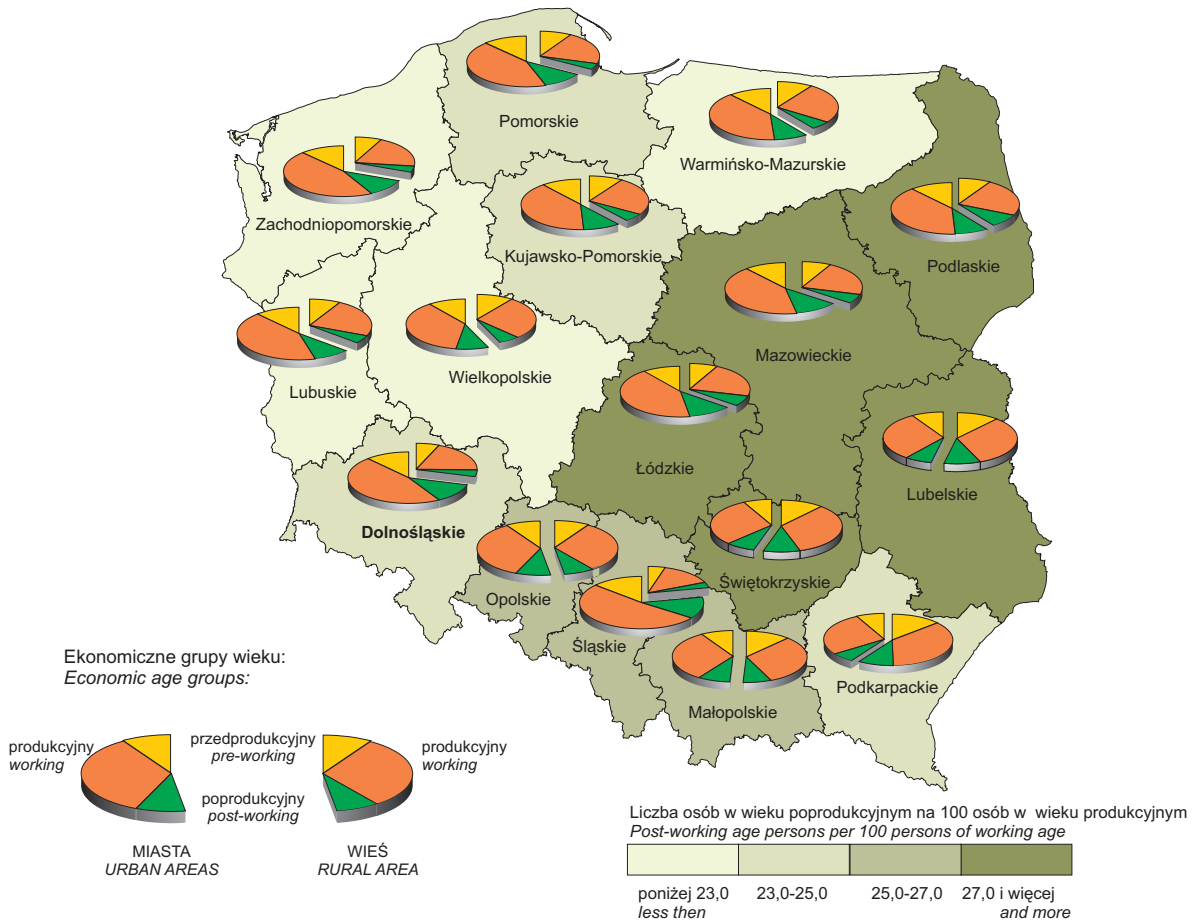 Pomorskie
Warmińsko-Mazurskie
Zachodniopomorskie
Kujawsko-Pomorskie
Podlaskie
Mazowieckie
Lubuskie
Wielkopolskie
Łódzkie
Lubelskie
Dolnośląskie
Opolskie
Świętokrzyskie
Śląskie
Podkarpackie
Małopolskie
Ekonomiczne grupy wieku:
Economic age groups:
produkcyjny
working
przedprodukcyjny
pre-working
produkcyjny
working
poprodukcyjny
post-working
MIASTA
URBAN AREAS
WIEŚ
RURAL AREA
Liczba osób w wieku poprodukcyjnym na 100 osób w wieku produkcyjnym
Post-working age persons per 100 persons of working age
poniżej 23,0
less then
23,0-25,0
25,0-27,0
27,0 i więcej
and more